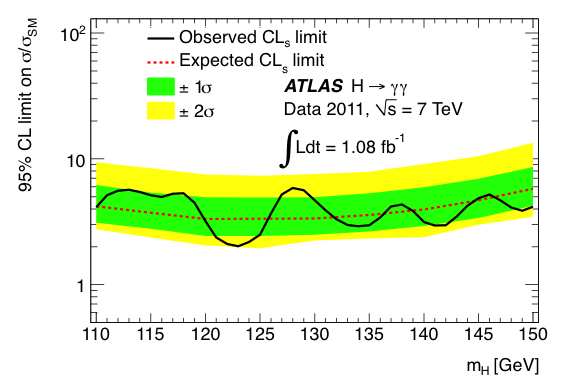 95% CL limit on σ/σSM
10²
10
1
Observed CLs limit
Expected CLs limit
± 1σ
± 2σ
ATLAS H → γγ
Data 2011, √s = 7 TeV
∫Ldt = 1.08 fb⁻¹
110 115 120 125 130 135 140 145 150
mH [GeV]